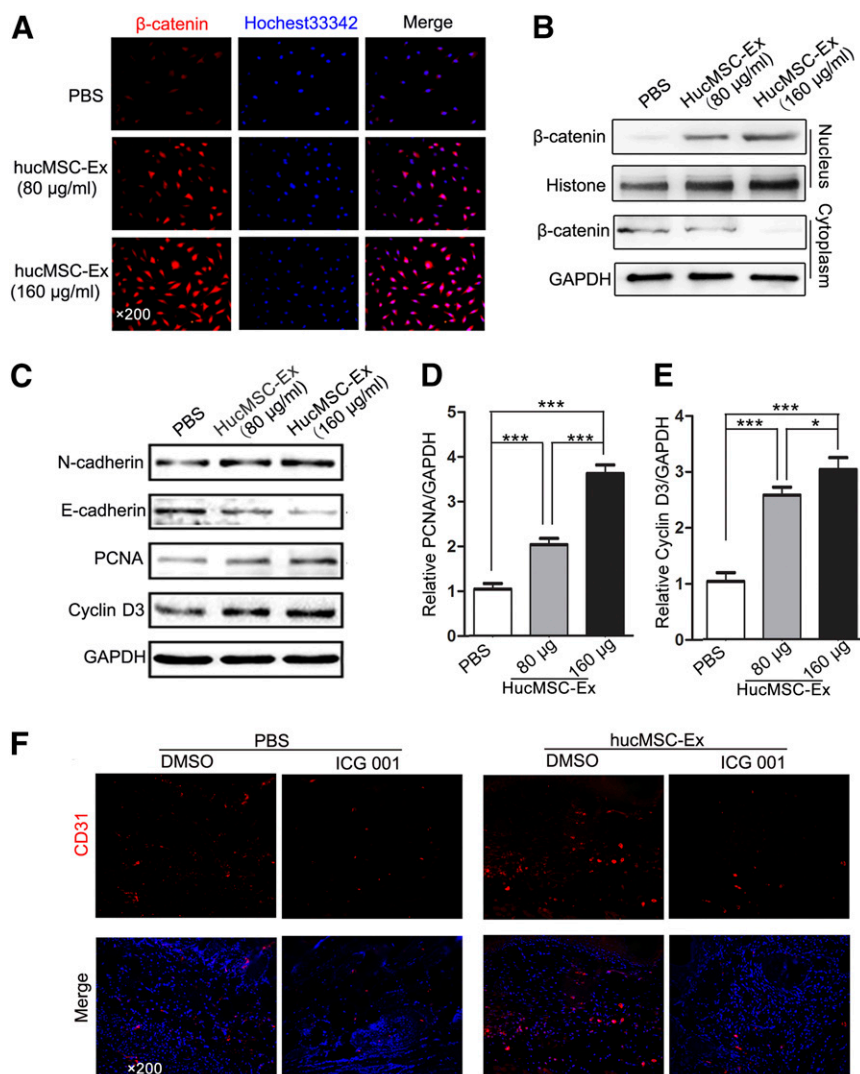 A
β-catenin Hochest33342 Merge
PBS
hucMSC-Ex
(80 μg/ml)
hucMSC-Ex
(160 μg/ml)
×200
B
PBS
HucMSC-Ex
(80 μg/ml)
HucMSC-Ex
(160 μg/ml)
β-catenin
Histone
Nucleus
β-catenin
GAPDH
Cytoplasm
C
PBS
HucMSC-Ex
(80 μg/ml)
HucMSC-Ex
(160 μg/ml)
N-cadherin
E-cadherin
PCNA
Cyclin D3
GAPDH
D
Relative PCNA/GAPDH
5
4
3
2
1
0
***
*** ***
PBS
80 μg
160 μg
HucMSC-Ex
E
Relative Cyclin D3/GAPDH
4
3
2
1
0
***
*** *
PBS
80 μg
160 μg
HucMSC-Ex
F
PBS hucMSC-Ex
DMSO ICG 001 DMSO ICG 001
CD31
Merge
×200